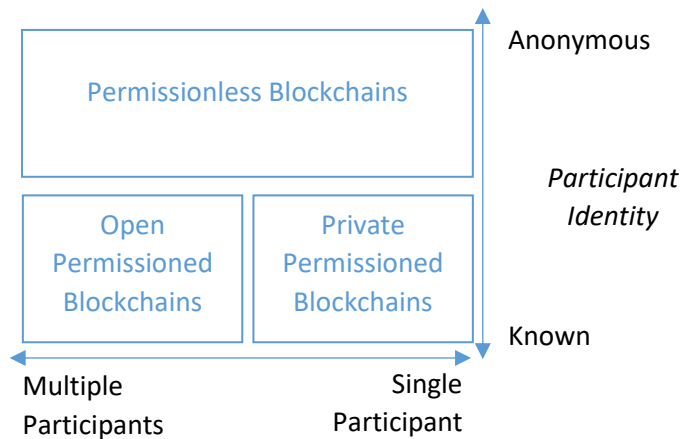 Anonymous
Permissionless Blockchains
Participant
Identity
Open
Permissioned
Blockchains
Private
Permissioned
Blockchains
Known
Multiple
Participants
Single
Participant